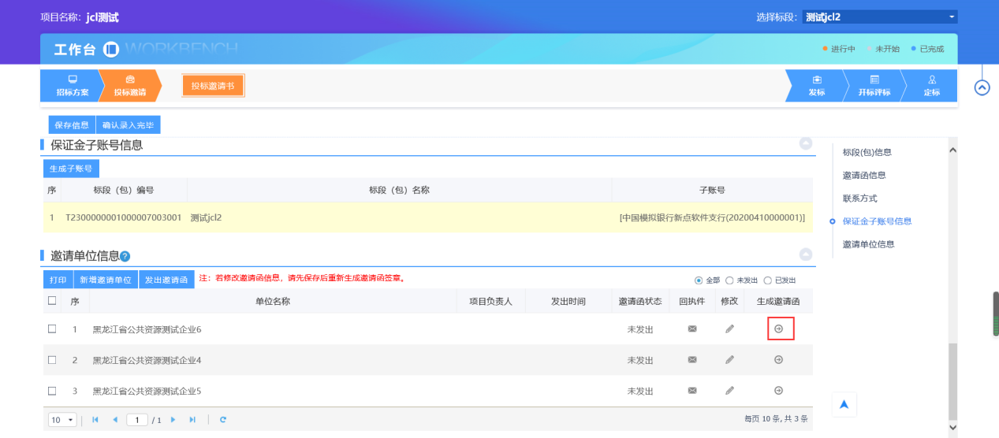 项目名称: jcl测试 选择标段: 测试jcl2
工作台 WORKBENCH 进行中 未开始 已完成
招标方案 投标邀请 投标邀请书 发标 开标评标 定标
保存信息 确认录入完毕
保证金子账号信息
生成子账号
序 标段（包）编号 标段（包）名称 子账号
1 T2300000001000007003001 测试jcl2 [中国模拟银行新点软件支行(20200410000001)]
邀请单位信息 ?
打印 新增邀请单位 发出邀请函 注：若修改邀请函信息，请先保存后重新生成邀请函签章。 全部 未发出 已发出
序 单位名称 项目负责人 发出时间 邀请函状态 回执件 修改 生成邀请函
1 黑龙江省公共资源测试企业6 未发出
2 黑龙江省公共资源测试企业4 未发出
3 黑龙江省公共资源测试企业5 未发出
10 1 / 1 每页 10 条, 共 3 条
标段(包)信息
邀请函信息
联系方式
保证金子账号信息
邀请单位信息